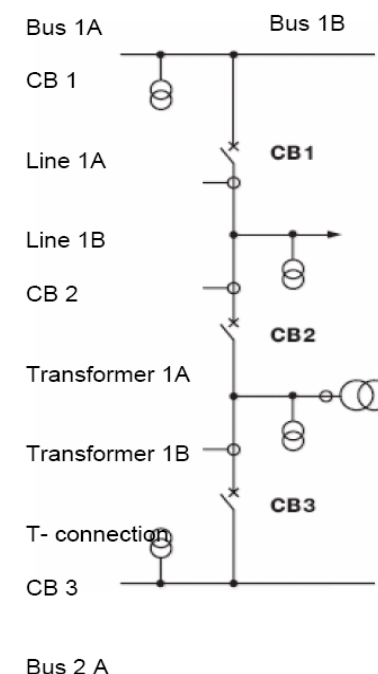 Bus 1A
Bus 1B
CB 1
CB1
Line 1A
Line 1B
CB 2
CB2
Transformer 1A
Transformer 1B
CB3
T- connection
CB 3
Bus 2 A